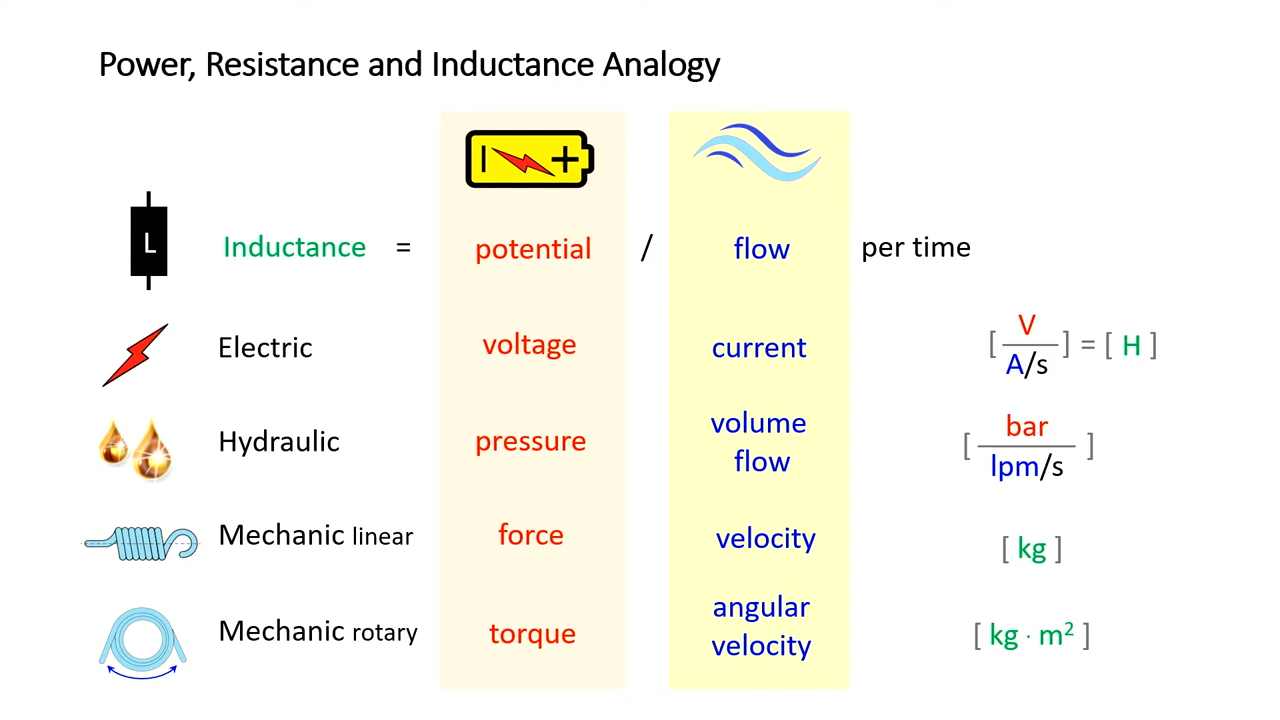 Power, Resistance and Inductance Analogy
L Inductance = potential / flow per time
Electric voltage current [ V / A/s ] = [ H ]
Hydraulic pressure volume flow [ bar / lpm/s ]
Mechanic linear force velocity [ kg ]
Mechanic rotary torque angular velocity [ kg · m² ]